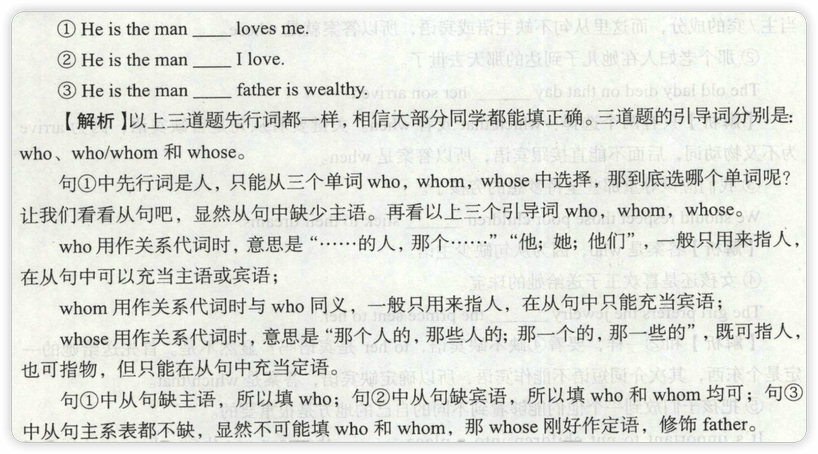 ① He is the man ____ loves me.
② He is the man ____ I love.
③ He is the man ____ father is wealthy.
【解析】以上三道题先行词都一样，相信大部分同学都能填正确。三道题的引导词分别是：
who、who/whom 和 whose。
句①中先行词是人，只能从三个单词 who，whom，whose 中选择，那到底选哪个单词呢？
让我们看看从句吧，显然从句中缺少主语。再看以上三个引导词 who，whom，whose。
who 用作关系代词时，意思是“……的人，那个……”“他；她；他们”，一般只用来指人，
在从句中可以充当主语或宾语；
whom 用作关系代词时与 who 同义，一般只用来指人，在从句中只能充当宾语；
whose 用作关系代词时，意思是“那个人的，那些人的；那一个的，那一些的”，既可指人，
也可指物，但只能在从句中充当定语。
句①中从句缺主语，所以填 who；句②中从句缺宾语，所以填 who 和 whom 均可；句③
中从句主系表都不缺，显然不可能填 who 和 whom，那 whose 刚好作定语，修饰 father。